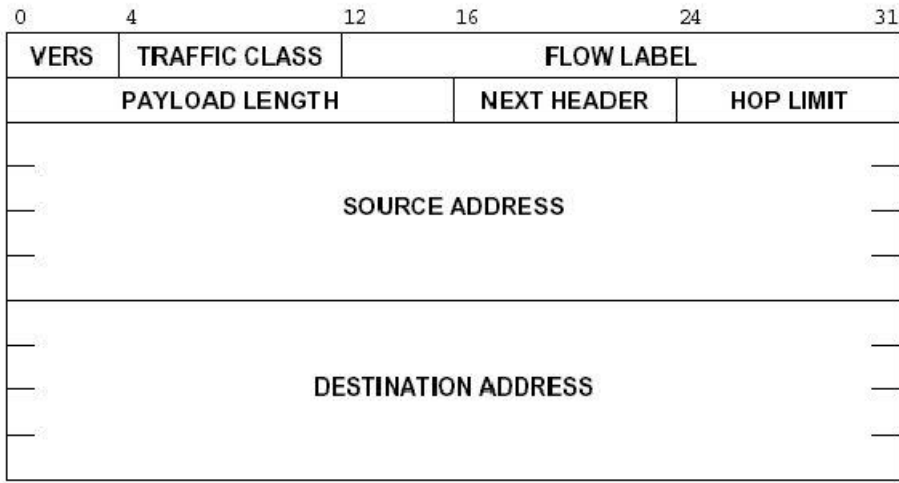 0 4 12 16 24 31
VERS TRAFFIC CLASS FLOW LABEL
PAYLOAD LENGTH NEXT HEADER HOP LIMIT
SOURCE ADDRESS
DESTINATION ADDRESS